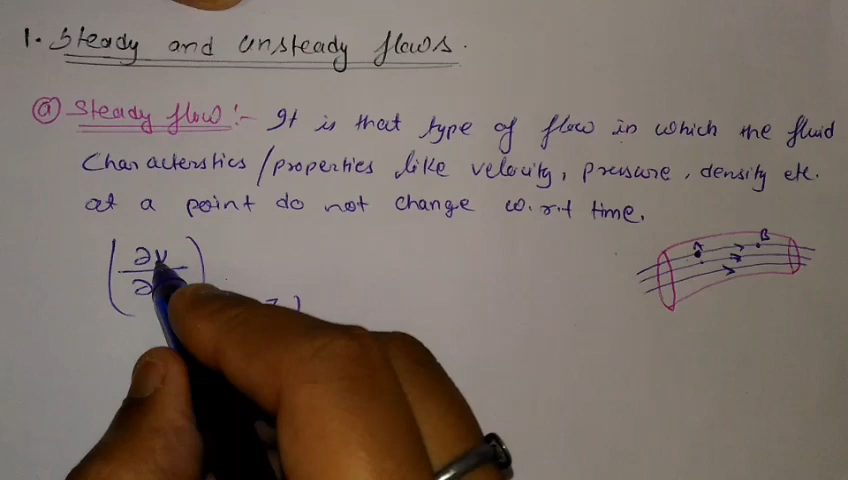 1. Steady and unsteady flows.
(a) Steady flow :- It is that type of flow in which the fluid
Characterstics/properties like velocity, pressure, density etc.
at a point do not change w.r.t time.
A B
∂v
∂